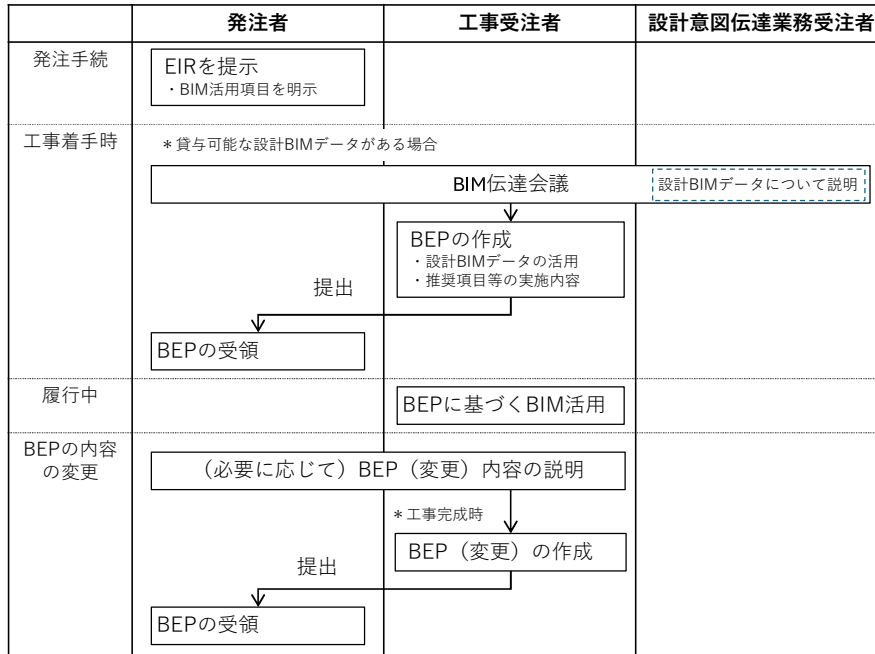 発注者
工事受注者
設計意図伝達業務受注者
発注手続
EIRを提示
・BIM活用項目を明示
工事着手時
＊貸与可能な設計BIMデータがある場合
BIM伝達会議
設計BIMデータについて説明
BEPの作成
・設計BIMデータの活用
・推奨項目等の実施内容
提出
BEPの受領
履行中
BEPに基づくBIM活用
BEPの内容
の変更
（必要に応じて）BEP（変更）内容の説明
＊工事完成時
BEP（変更）の作成
提出
BEPの受領